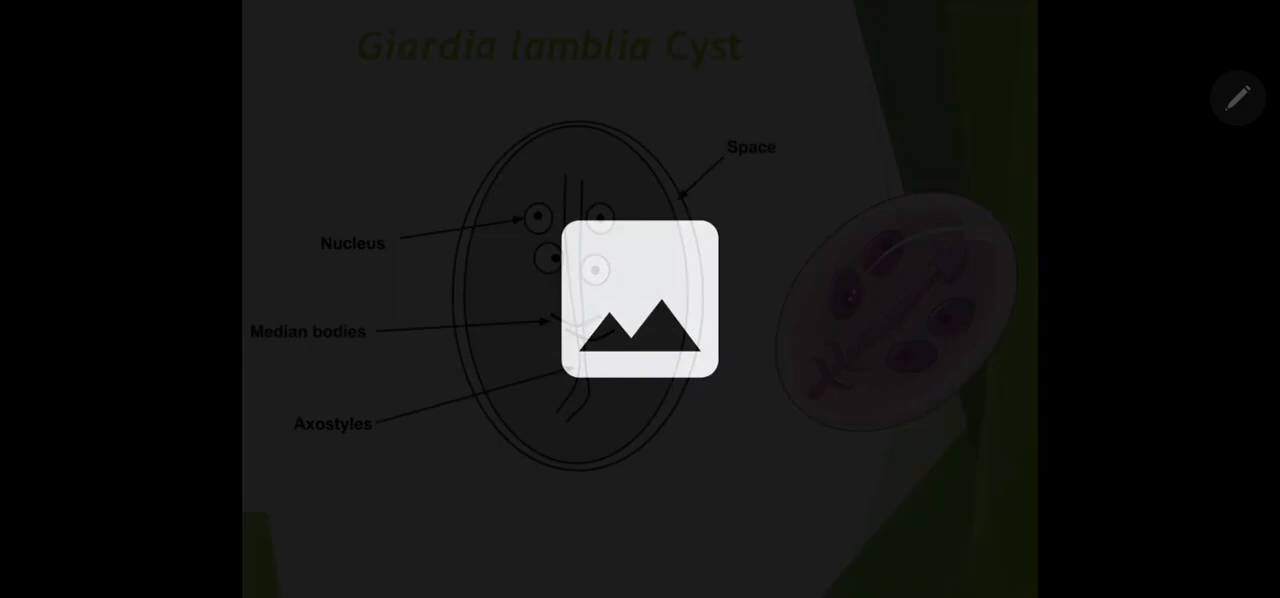 Giardia lamblia Cyst
Space
Nucleus
Median bodies
Axostyles